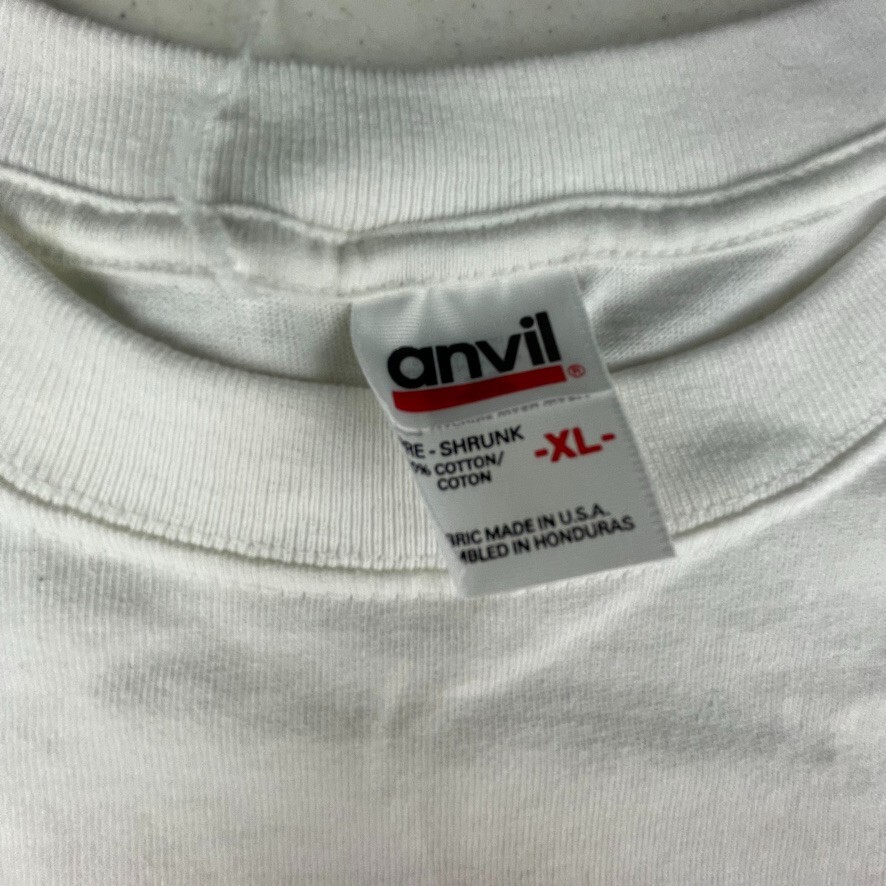 anvil®
RE - SHRUNK
-XL-
% COTTON/
COTON
BRIC MADE IN U.S.A.
MBLED IN HONDURAS